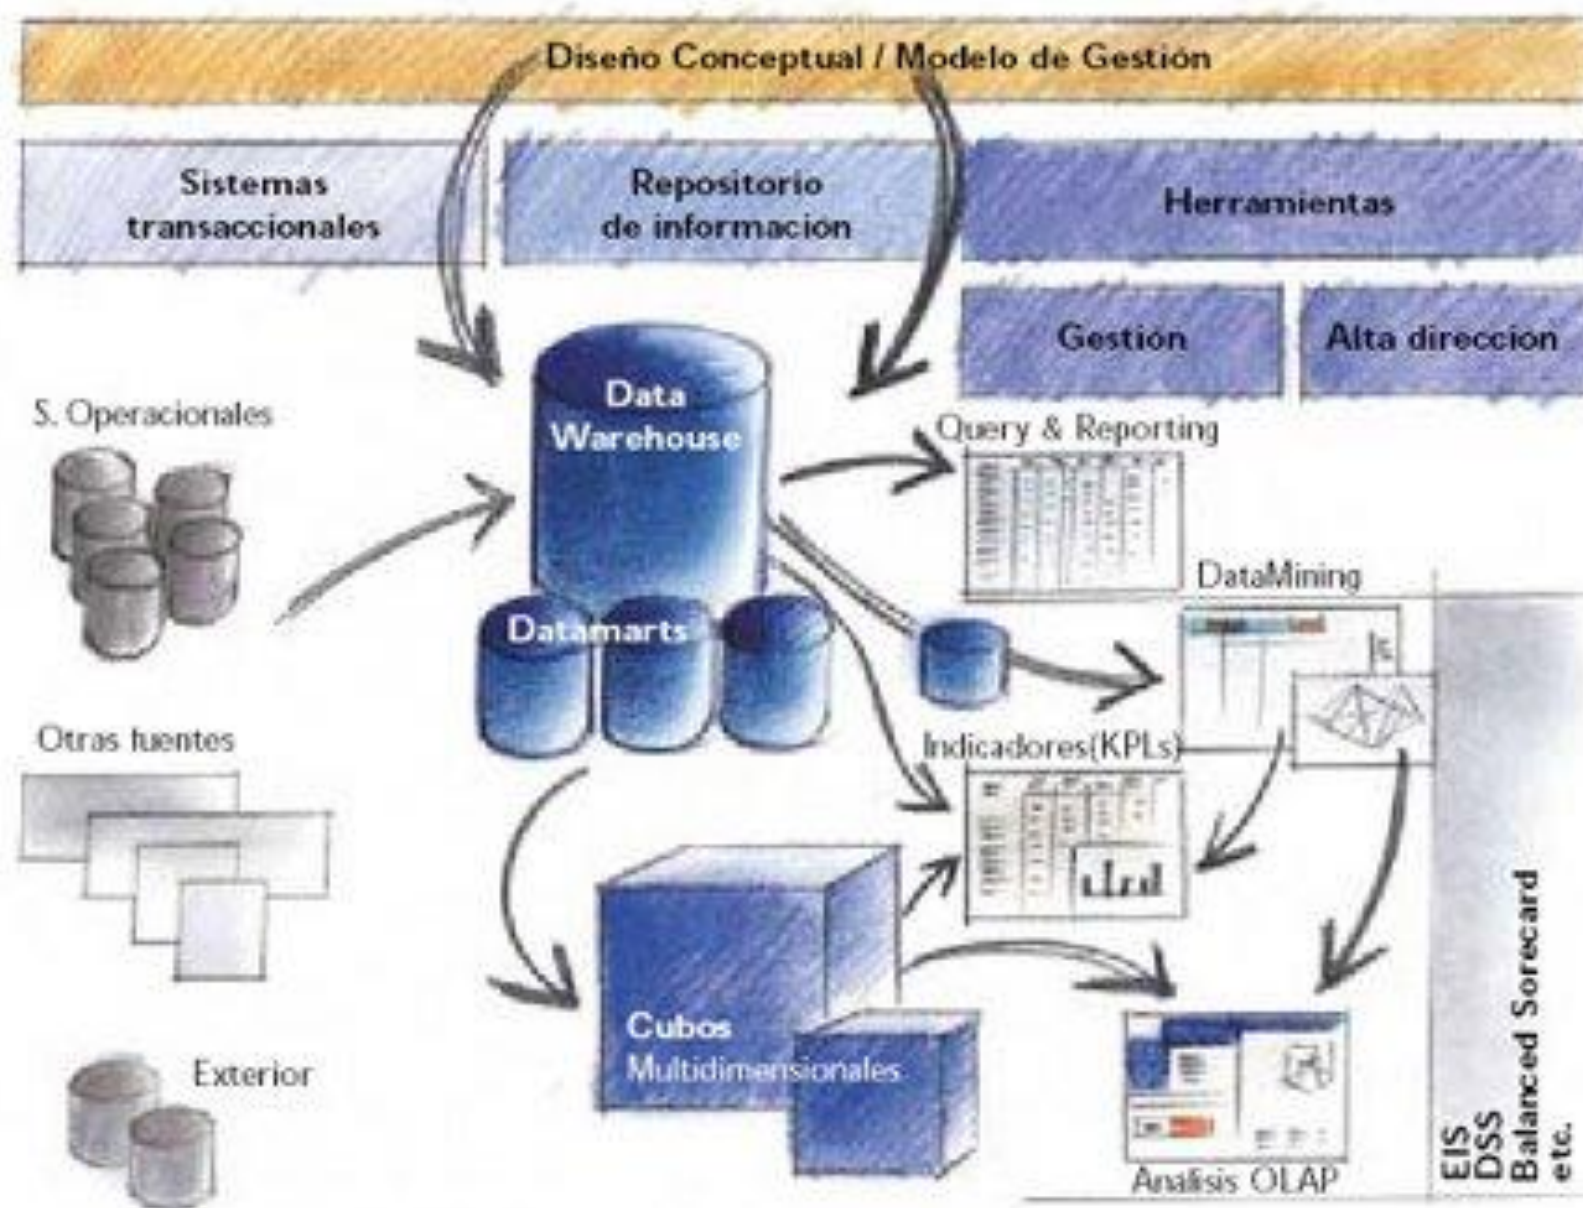 Diseño Conceptual / Modelo de Gestión
Sistemas
transaccionales
Repositorio
de informacion
Herramientas
Gestión
Alta direccion
S. Operacionales
Data
Warehouse
Query & Reporting
DataMining
Datamarts
Otras fuentes
Indicadores(KPLs)
Cubos
Multidimensionales
Exterior
Analisis OLAP
EIS
DSS
Balanced Sorecard
etc.